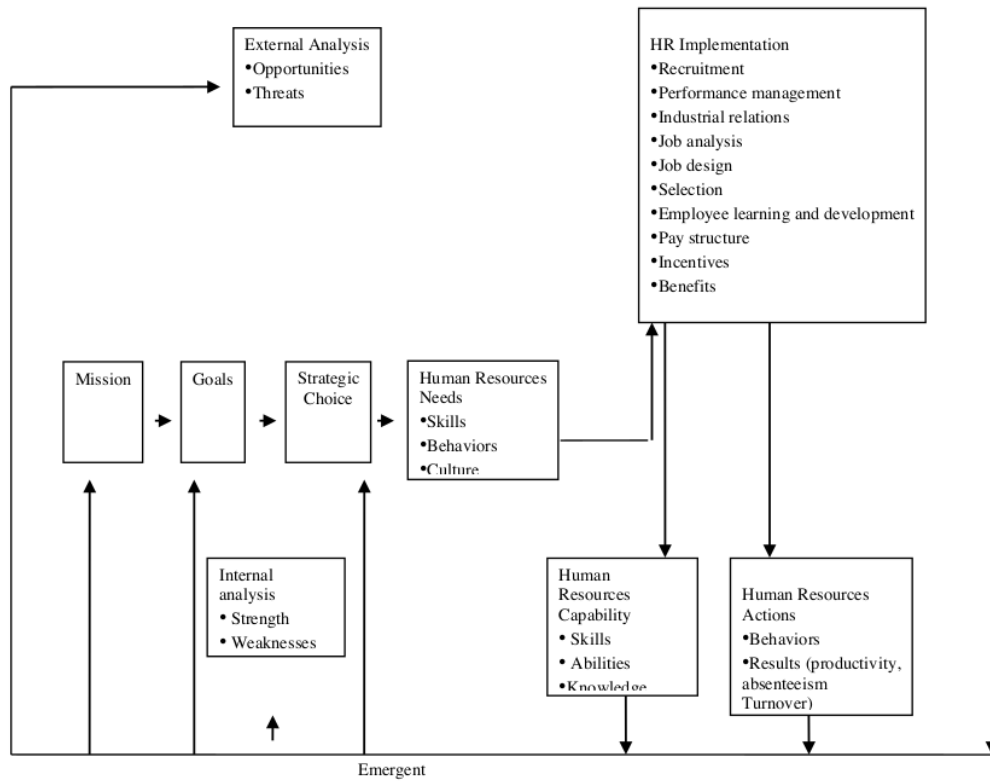 External Analysis
•Opportunities
•Threats
HR Implementation
•Recruitment
•Performance management
•Industrial relations
•Job analysis
•Job design
•Selection
•Employee learning and development
•Pay structure
•Incentives
•Benefits
Mission
Goals
Strategic
Choice
Human Resources
Needs
•Skills
•Behaviors
•Culture
Internal
analysis
• Strength
• Weaknesses
Human
Resources
Capability
• Skills
• Abilities
•Knowledge
Human Resources
Actions
•Behaviors
•Results (productivity,
absenteeism
Turnover)
Emergent